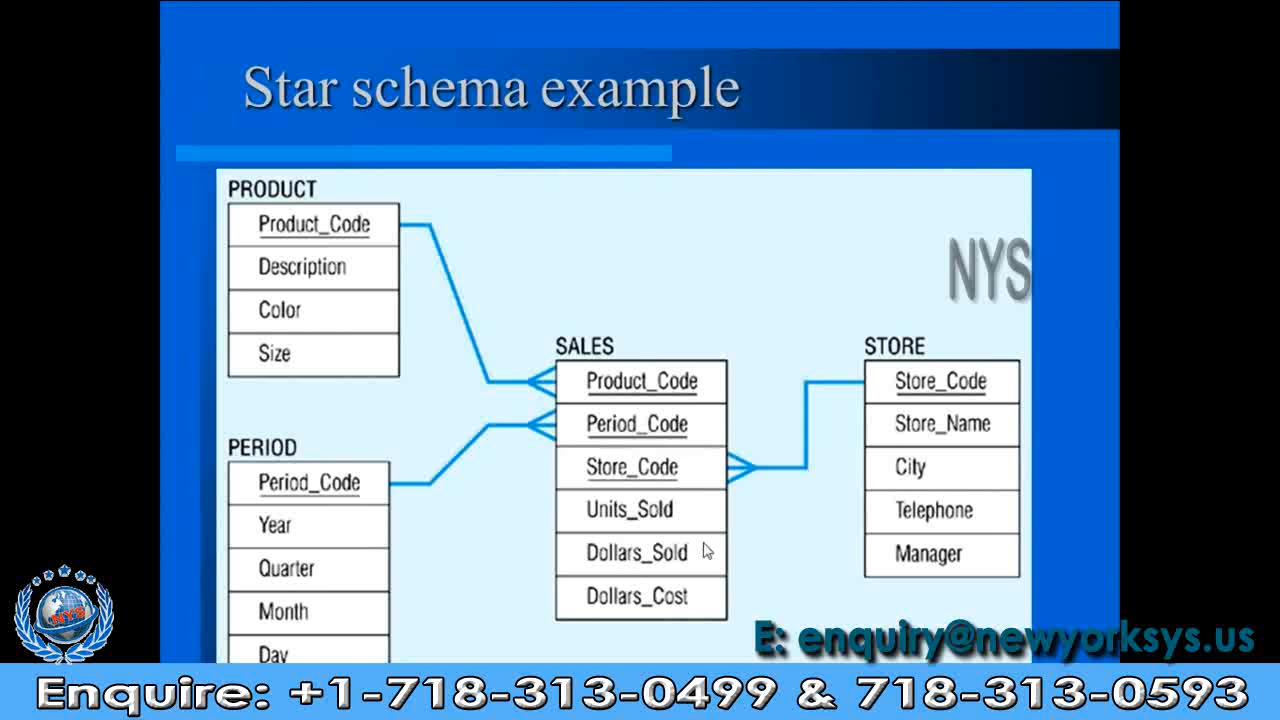 Star schema example
PRODUCT
Product_Code
Description
Color
Size
PERIOD
Period_Code
Year
Quarter
Month
Day
SALES
Product_Code
Period_Code
Store_Code
Units_Sold
Dollars_Sold
Dollars_Cost
STORE
Store_Code
Store_Name
City
Telephone
Manager
NYS
NYS
E: enquiry@newyorksys.us
Enquire: +1-718-313-0499 & 718-313-0593